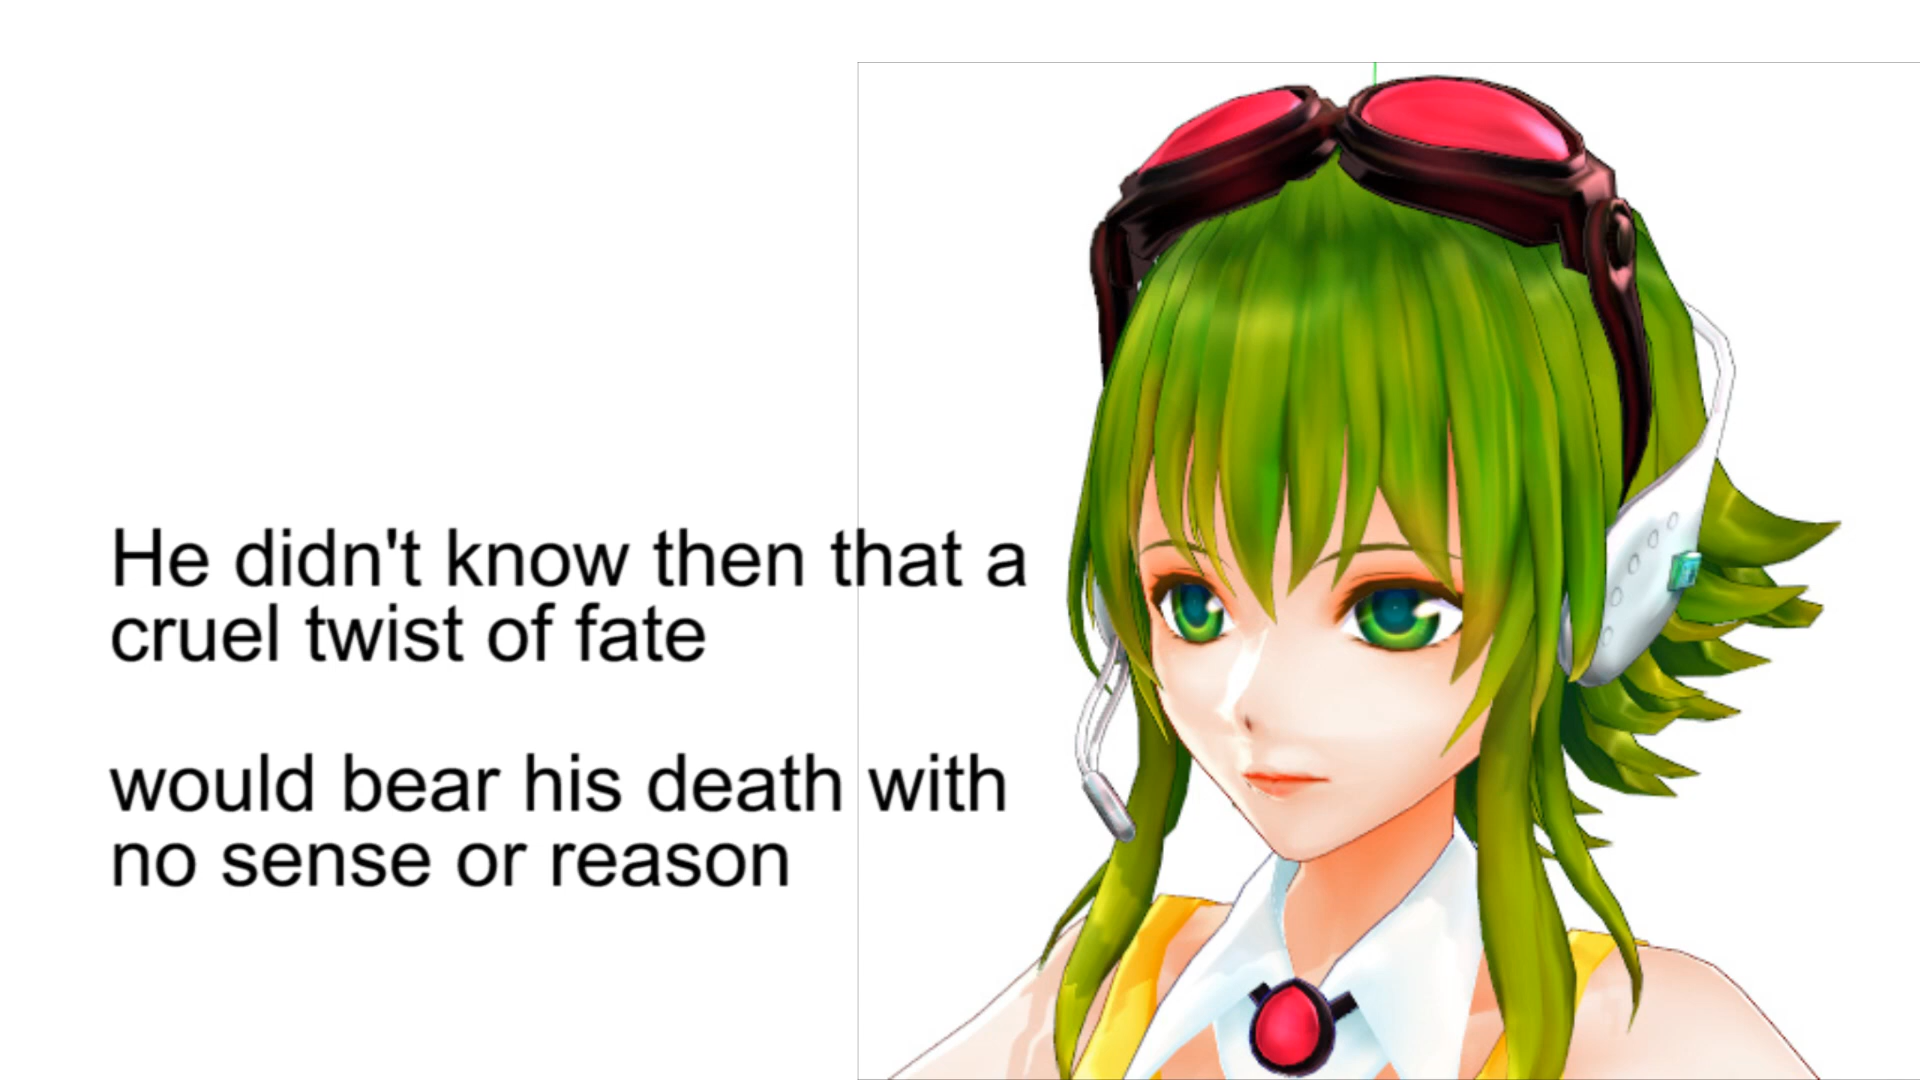 He didn't know then that a
cruel twist of fate
would bear his death with
no sense or reason